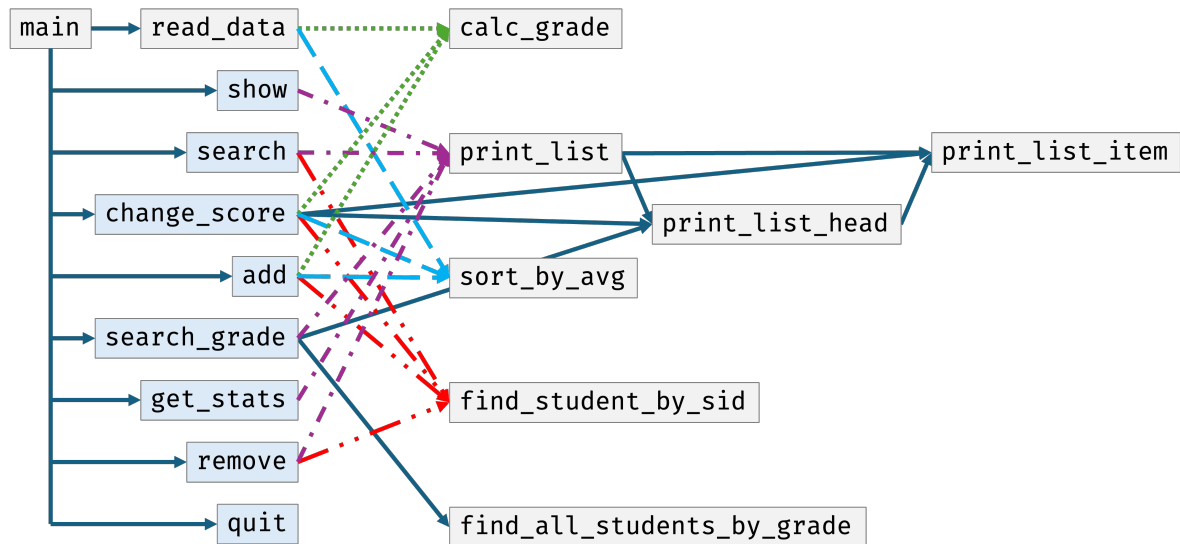 main
read_data
calc_grade
show
search
print_list
print_list_item
change_score
print_list_head
add
sort_by_avg
search_grade
get_stats
find_student_by_sid
remove
quit
find_all_students_by_grade